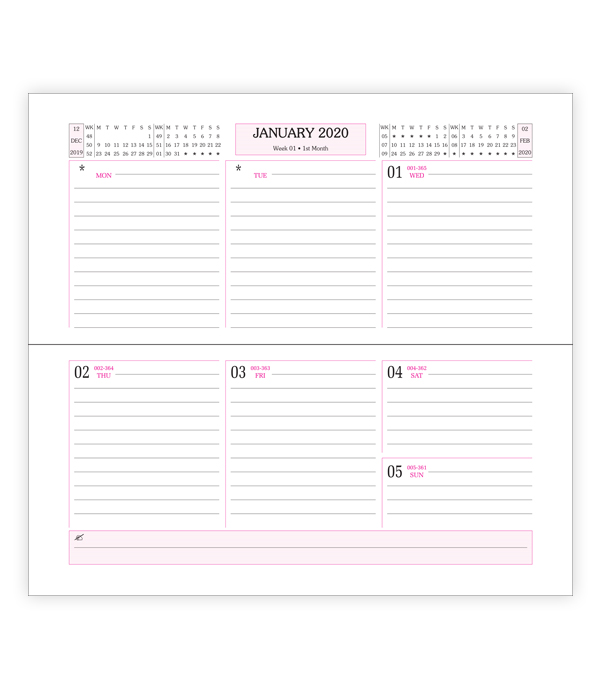 12
DEC
2019
WK M T W T F S S WK M T W T F S S
48 1 49 2 3 4 5 6 7 8
50 9 10 11 12 13 14 15 51 16 17 18 19 20 21 22
52 23 24 25 26 27 28 29 01 30 31 ★ ★ ★ ★ ★
JANUARY 2020
Week 01 • 1st Month
WK M T W T F S S WK M T W T F S S
05 ★ ★ ★ ★ ★ 1 2 06 3 4 5 6 7 8 9
07 10 11 12 13 14 15 16 08 17 18 19 20 21 22 23
09 24 25 26 27 28 29 ★ ★ ★ ★ ★ ★ ★ ★
02
FEB
2020
* MON
* TUE
01 001-365
WED
02 002-364
THU
03 003-363
FRI
04 004-362
SAT
05 005-361
SUN